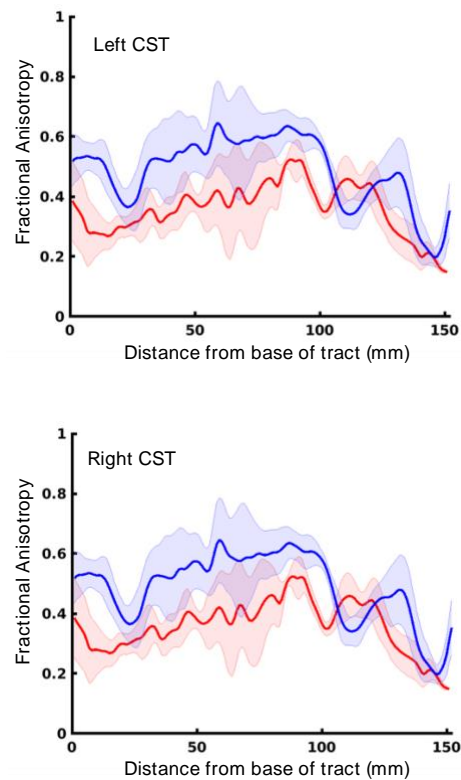 1
Left CST
0.8
0.6
0.4
0.2
0
0 50 100 150
Fractional Anisotropy
Distance from base of tract (mm)
1
Right CST
0.8
0.6
0.4
0.2
0
0 50 100 150
Fractional Anisotropy
Distance from base of tract (mm)